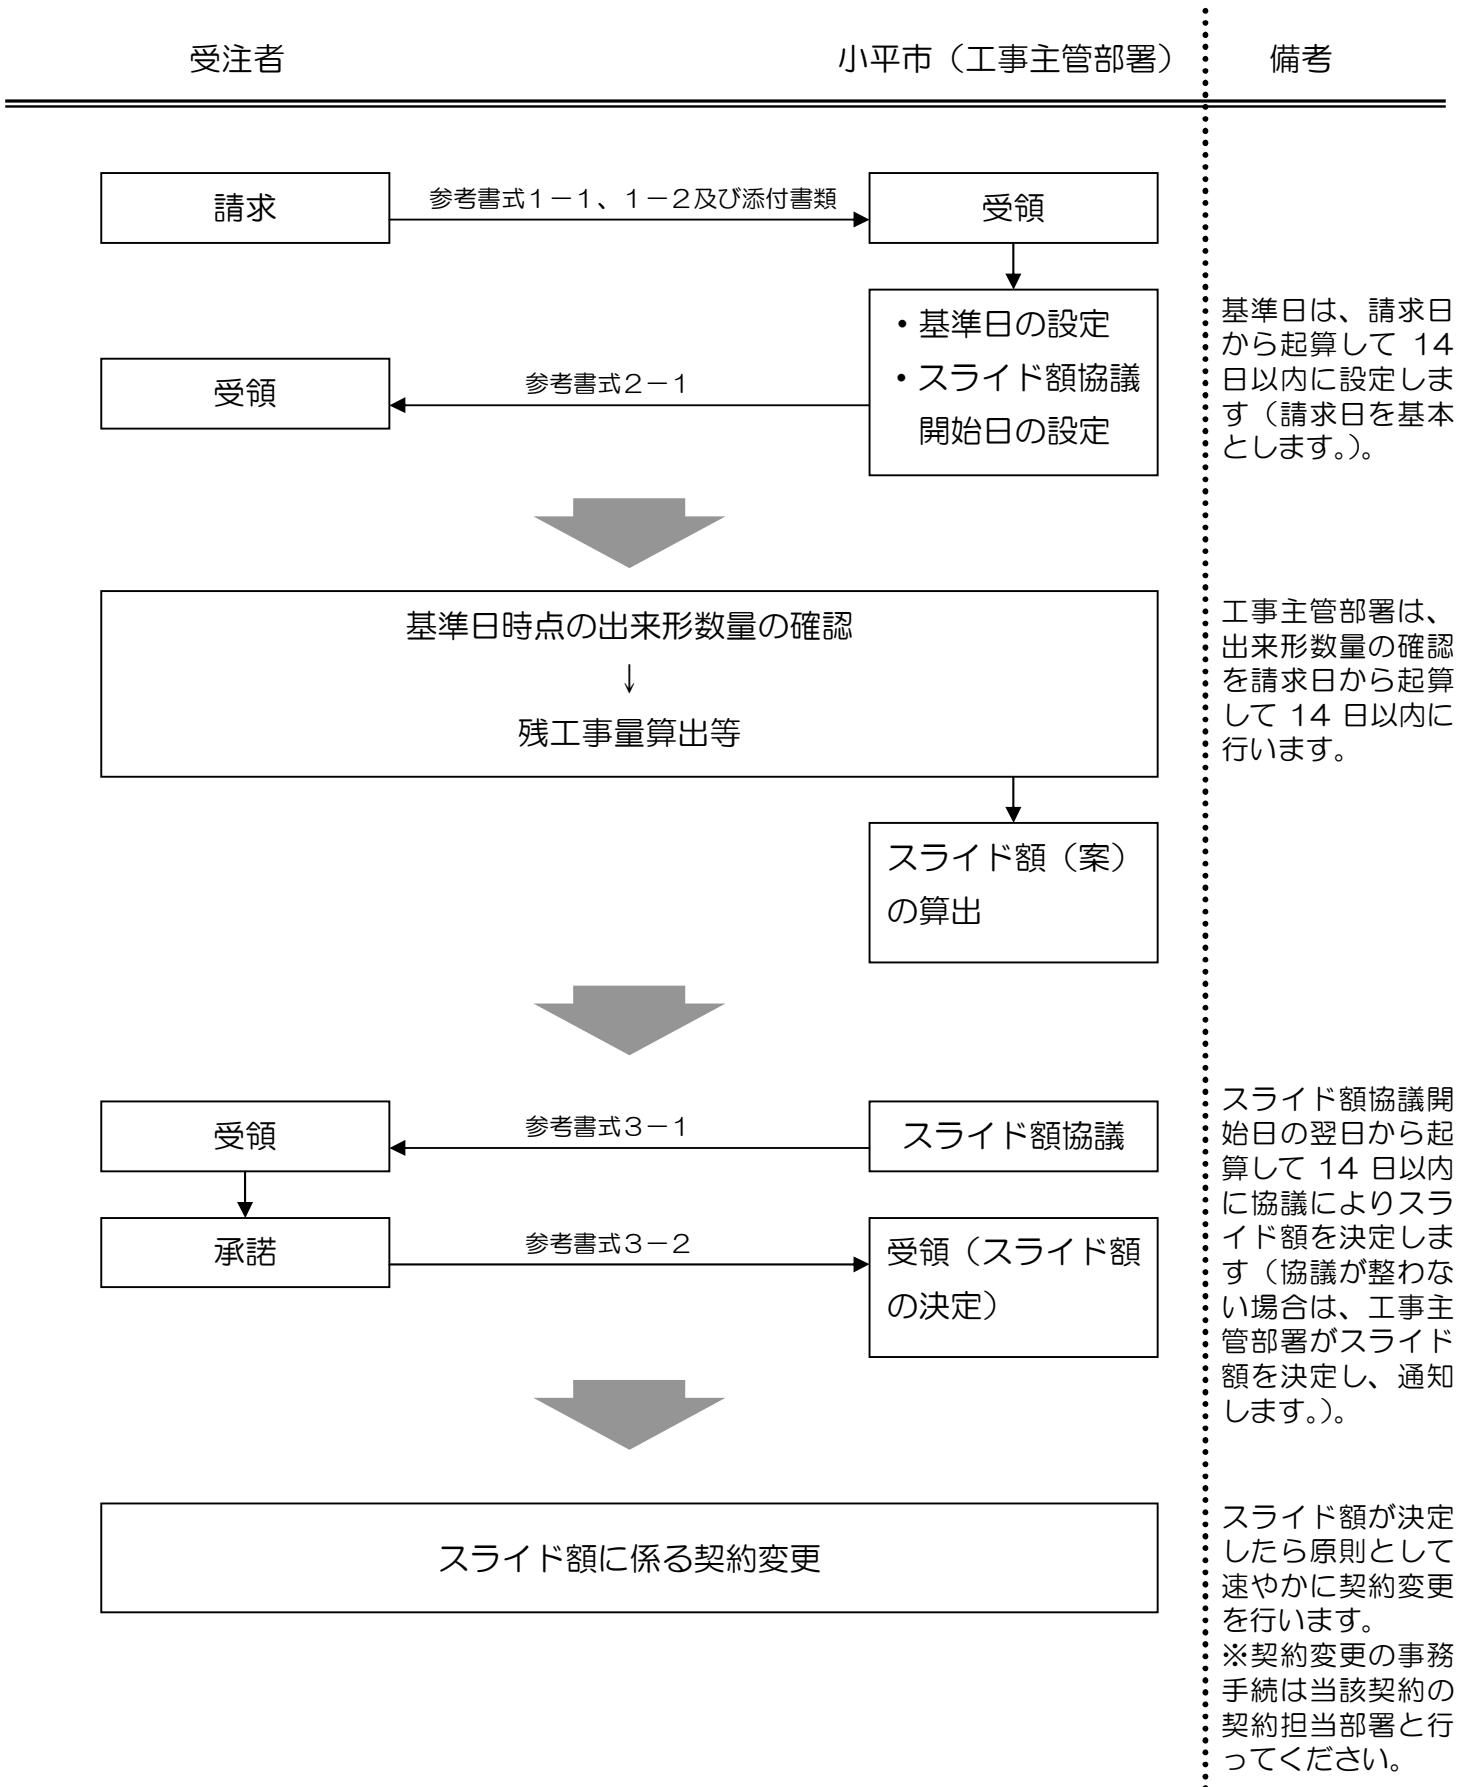 受注者
小平市（工事主管部署）
備考
請求
参考書式１－１、１－２及び添付書類
受領
・基準日の設定
・スライド額協議
開始日の設定
参考書式２－１
受領
基準日は、請求日
から起算して 14
日以内に設定しま
す（請求日を基本
とします。）。
基準日時点の出来形数量の確認
↓
残工事量算出等
工事主管部署は、
出来形数量の確認
を請求日から起算
して 14 日以内に
行います。
スライド額（案）
の算出
受領
参考書式３－１
スライド額協議
承諾
参考書式３－２
受領（スライド額
の決定）
スライド額協議開
始日の翌日から起
算して 14 日以内
に協議によりスラ
イド額を決定しま
す（協議が整わな
い場合は、工事主
管部署がスライド
額を決定し、通知
します。）。
スライド額に係る契約変更
スライド額が決定
したら原則として
速やかに契約変更
を行います。
※契約変更の事務
手続は当該契約の
契約担当部署と行
ってください。